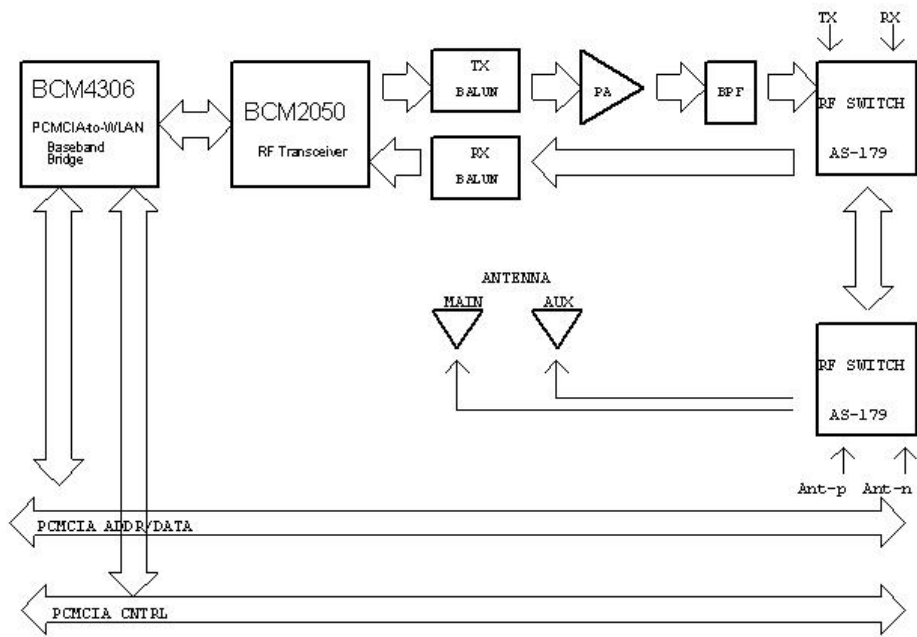 TX RX
BCM4306
PCMCIA-to-WLAN
Baseband
Bridge
BCM2050
RF Transceiver
TX
BALUN
PA
BPF
RF SWITCH
AS-179
RX
BALUN
ANTENNA
MAIN AUX
RF SWITCH
AS-179
Ant-p Ant-n
PCMCIA ADDR/DATA
PCMCIA CNTRL